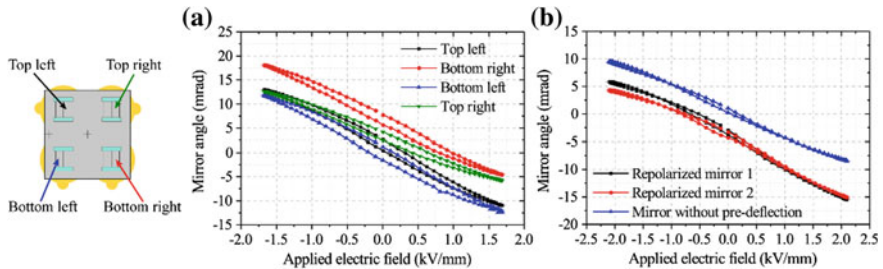 (a)
(b)
Top left
Top right
Bottom left
Bottom right
Mirror angle (mrad)
25
20
15
10
5
0
-5
-10
-15
Top left
Bottom right
Bottom left
Top right
-2.0 -1.5 -1.0 -0.5 0.0 0.5 1.0 1.5 2.0
Applied electric field (kV/mm)
Mirror angle (mrad)
15
10
5
0
-5
-10
-15
-20
Repolarized mirror 1
Repolarized mirror 2
Mirror without pre-deflection
-2.5 -2.0 -1.5 -1.0 -0.5 0.0 0.5 1.0 1.5 2.0 2.5
Applied electric field (kV/mm)